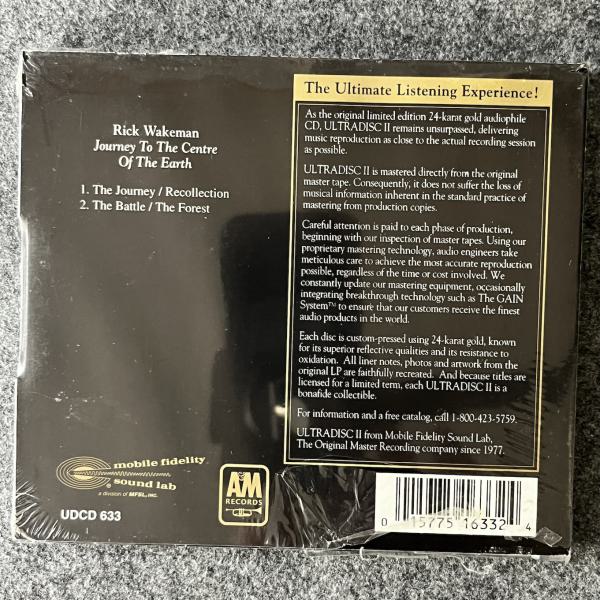 Rick Wakeman
Journey To The Centre
Of The Earth
1. The Journey / Recollection
2. The Battle / The Forest
The Ultimate Listening Experience!
As the original limited edition 24-karat gold audiophile
CD, ULTRADISC II remains unsurpassed, delivering
music reproduction as close to the actual recording session
as possible.
ULTRADISC II is mastered directly from the original
master tape. Consequently, it does not suffer the loss of
musical information inherent in the standard practice of
mastering from production copies.
Careful attention is paid to each phase of production,
beginning with our inspection of master tapes. Using our
proprietary mastering technology, audio engineers take
meticulous care to achieve the most accurate reproduction
possible, regardless of the time or cost involved. We
constantly update our mastering equipment, occasionally
integrating breakthrough technology such as The GAIN
System™ to ensure that our customers receive the finest
audio products in the world.
Each disc is custom-pressed using 24-karat gold, known
for its superior reflective qualities and its resistance to
oxidation. All liner notes, photos and artwork from the
original LP are faithfully recreated. And because titles are
licensed for a limited term, each ULTRADISC II is a
bonafide collectible.
For information and a free catalog, call 1-800-423-5759.
ULTRADISC II from Mobile Fidelity Sound Lab,
The Original Master Recording company since 1977.
mobile fidelity
® sound lab
a division of MFSL, INC.
UDCD 633
A&M
RECORDS
0 15775 16332 4